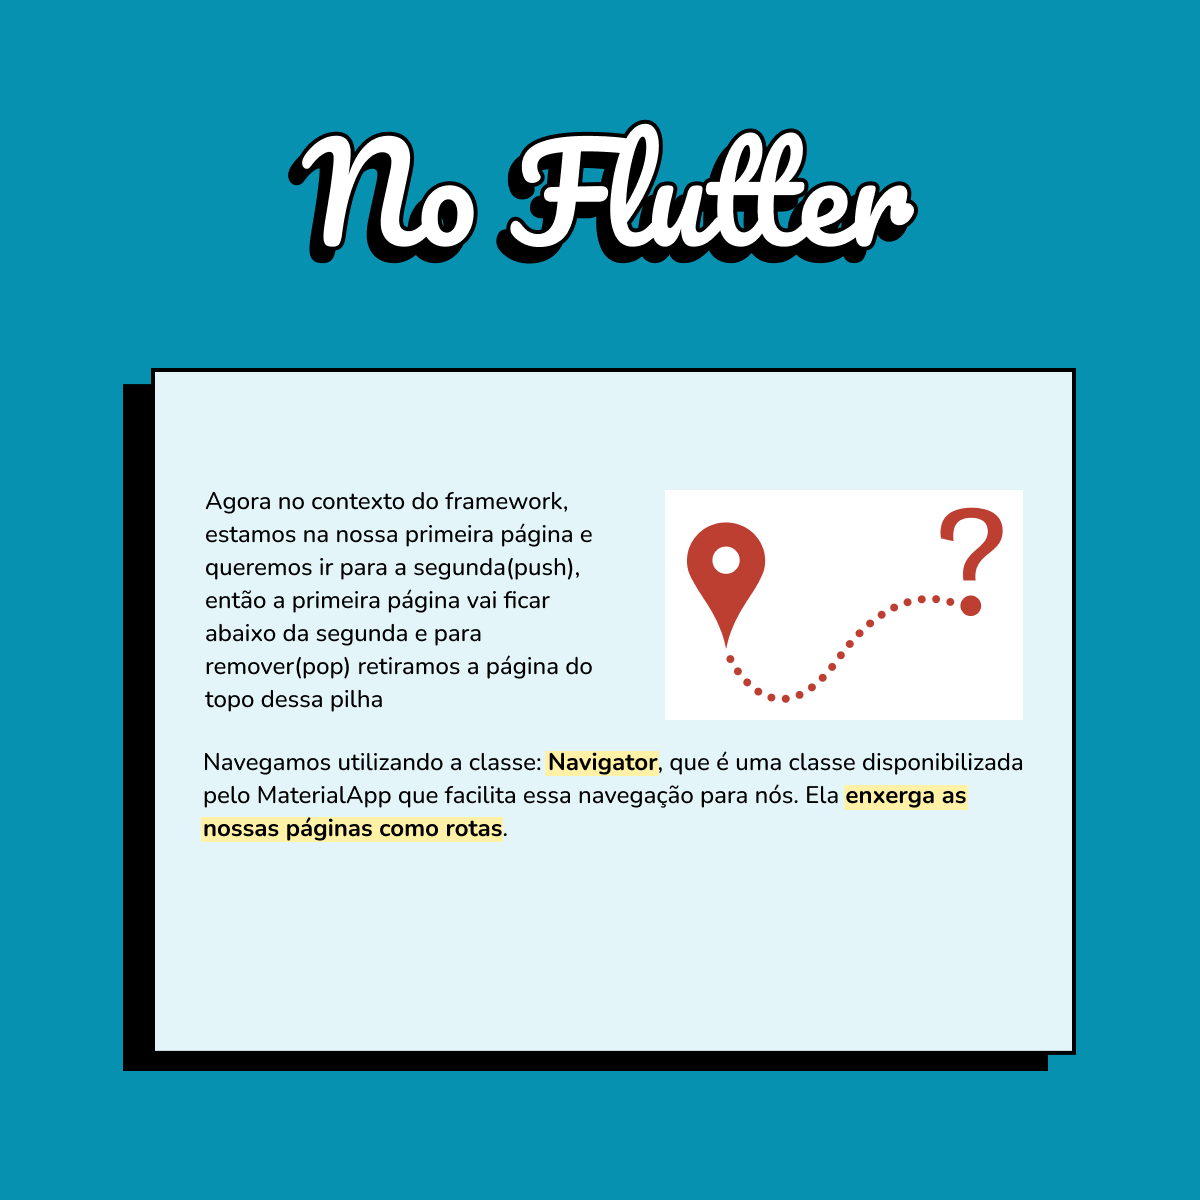 No Flutter
Agora no contexto do framework,
estamos na nossa primeira página e
queremos ir para a segunda(push),
então a primeira página vai ficar
abaixo da segunda e para
remover(pop) retiramos a página do
topo dessa pilha
?
Navegamos utilizando a classe: Navigator, que é uma classe disponibilizada
pelo MaterialApp que facilita essa navegação para nós. Ela enxerga as
nossas páginas como rotas.